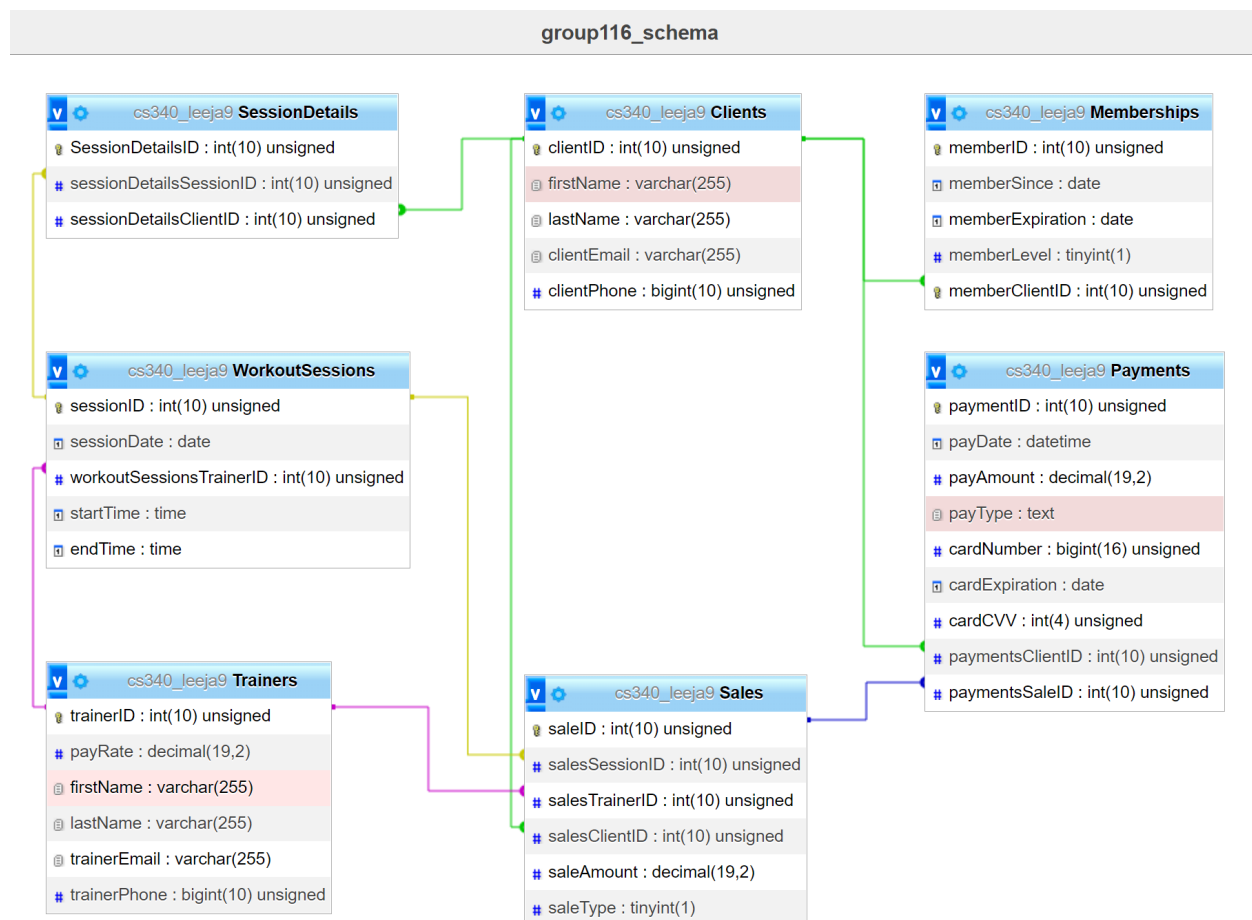 group116_schema
cs340_leeja9 SessionDetails
SessionDetailsID : int(10) unsigned
sessionDetailsSessionID : int(10) unsigned
sessionDetailsClientID : int(10) unsigned
cs340_leeja9 Clients
clientID : int(10) unsigned
firstName : varchar(255)
lastName : varchar(255)
clientEmail : varchar(255)
clientPhone : bigint(10) unsigned
cs340_leeja9 Memberships
memberID : int(10) unsigned
memberSince : date
memberExpiration : date
memberLevel : tinyint(1)
memberClientID : int(10) unsigned
cs340_leeja9 WorkoutSessions
sessionID : int(10) unsigned
sessionDate : date
workoutSessionsTrainerID : int(10) unsigned
startTime : time
endTime : time
cs340_leeja9 Payments
paymentID : int(10) unsigned
payDate : datetime
payAmount : decimal(19,2)
payType : text
cardNumber : bigint(16) unsigned
cardExpiration : date
cardCVV : int(4) unsigned
paymentsClientID : int(10) unsigned
paymentsSaleID : int(10) unsigned
cs340_leeja9 Trainers
trainerID : int(10) unsigned
payRate : decimal(19,2)
firstName : varchar(255)
lastName : varchar(255)
trainerEmail : varchar(255)
trainerPhone : bigint(10) unsigned
cs340_leeja9 Sales
saleID : int(10) unsigned
salesSessionID : int(10) unsigned
salesTrainerID : int(10) unsigned
salesClientID : int(10) unsigned
saleAmount : decimal(19,2)
saleType : tinyint(1)